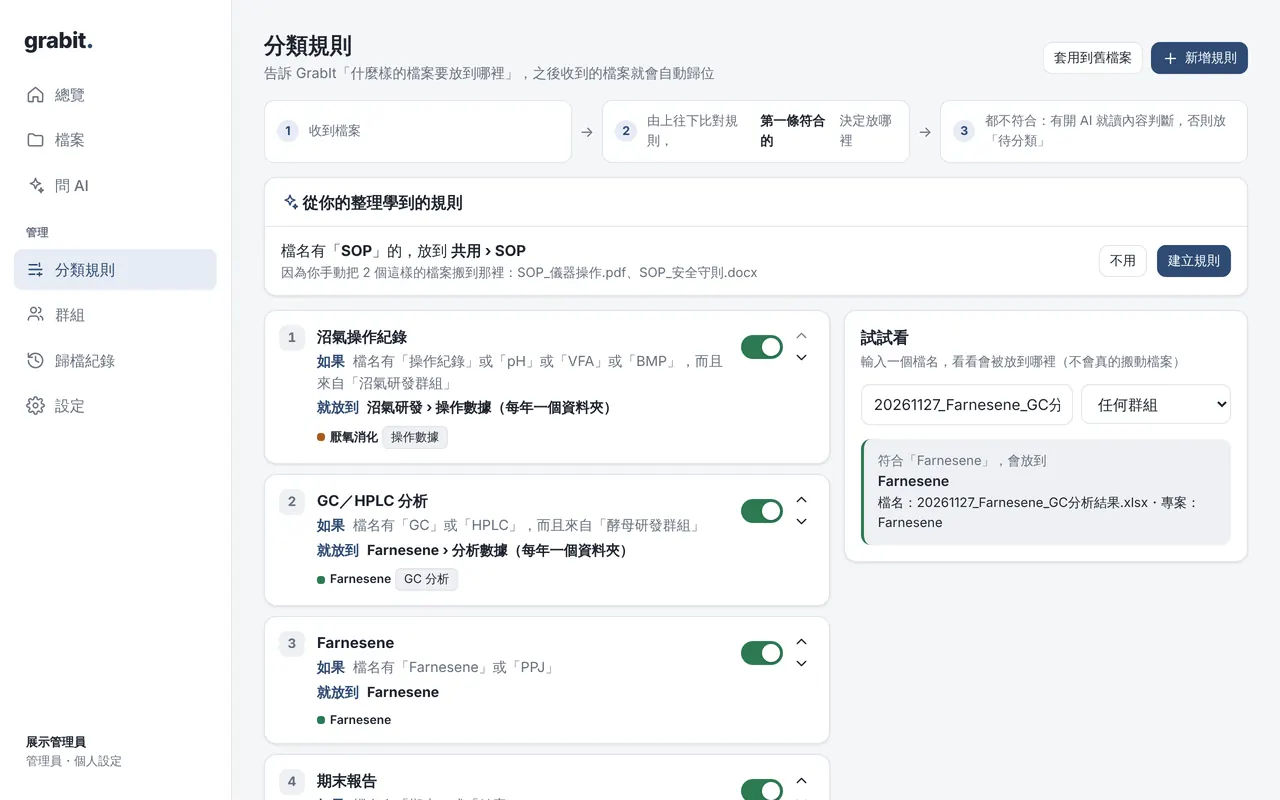 grabit.
總覽
檔案
問 AI
管理
分類規則
群組
歸檔紀錄
設定
展示管理員
管理員・個人設定
分類規則
告訴 GrabIt「什麼樣的檔案要放到哪裡」，之後收到的檔案就會自動歸位
套用到舊檔案
+ 新增規則
1 收到檔案
→
2 由上往下比對規則，第一條符合的決定放哪裡
→
3 都不符合：有開 AI 就讀內容判斷，否則放「待分類」
從你的整理學到的規則
檔名有「SOP」的，放到 共用 › SOP
因為你手動把 2 個這樣的檔案搬到那裡：SOP_儀器操作.pdf、SOP_安全守則.docx
不用
建立規則
1 沼氣操作紀錄
如果 檔名有「操作紀錄」或「pH」或「VFA」或「BMP」，而且
來自「沼氣研發群組」
就放到 沼氣研發 › 操作數據（每年一個資料夾）
厭氧消化 操作數據
2 GC／HPLC 分析
如果 檔名有「GC」或「HPLC」，而且來自「酵母研發群組」
就放到 Farnesene › 分析數據（每年一個資料夾）
Farnesene GC 分析
3 Farnesene
如果 檔名有「Farnesene」或「PPJ」
就放到 Farnesene
Farnesene
4 期末報告
試試看
輸入一個檔名，看看會被放到哪裡（不會真的搬動檔案）
20261127_Farnesene_GC分
任何群組
符合「Farnesene」，會放到
Farnesene
檔名：20261127_Farnesene_GC分析結果.xlsx・專案：
Farnesene